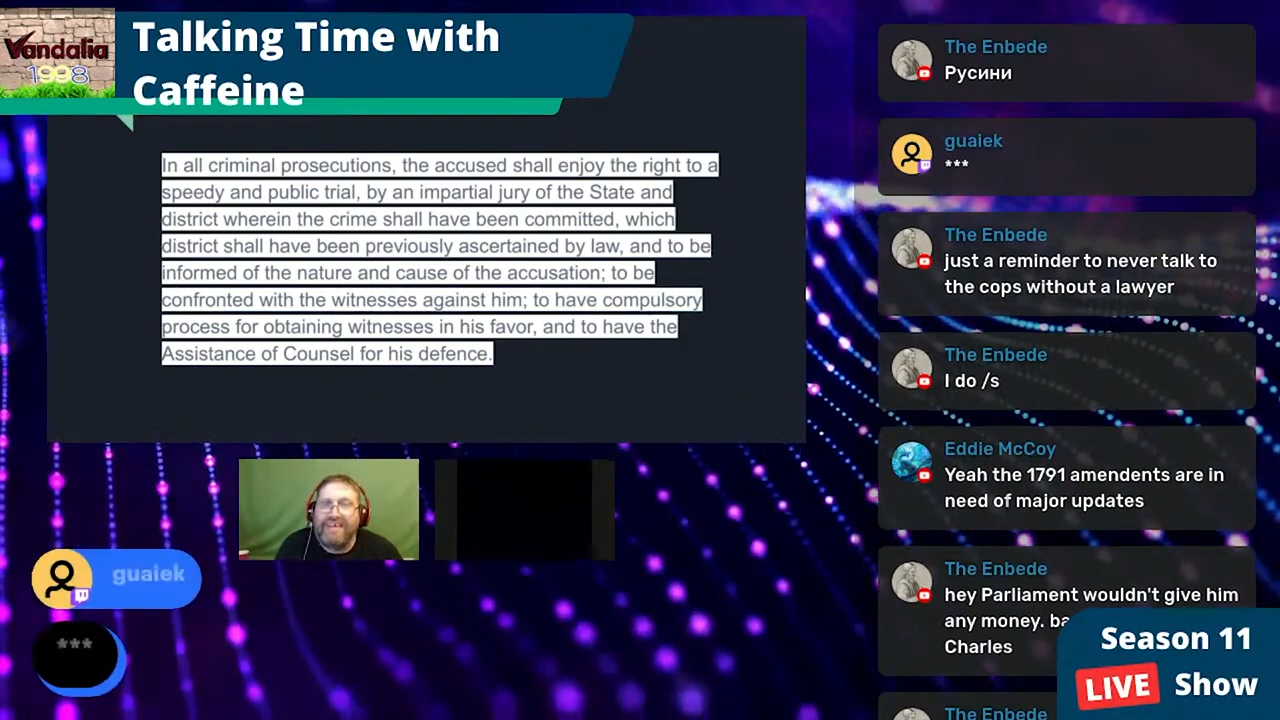 Vandalia
1998
Talking Time with
Caffeine
In all criminal prosecutions, the accused shall enjoy the right to a
speedy and public trial, by an impartial jury of the State and
district wherein the crime shall have been committed, which
district shall have been previously ascertained by law, and to be
informed of the nature and cause of the accusation; to be
confronted with the witnesses against him; to have compulsory
process for obtaining witnesses in his favor, and to have the
Assistance of Counsel for his defence.
guaiek
***
The Enbede
Русини
guaiek
***
The Enbede
just a reminder to never talk to
the cops without a lawyer
The Enbede
I do /s
Eddie McCoy
Yeah the 1791 amendents are in
need of major updates
The Enbede
hey Parliament wouldn't give him
any money.
Charles
The Enbede
Season 11
LIVE Show